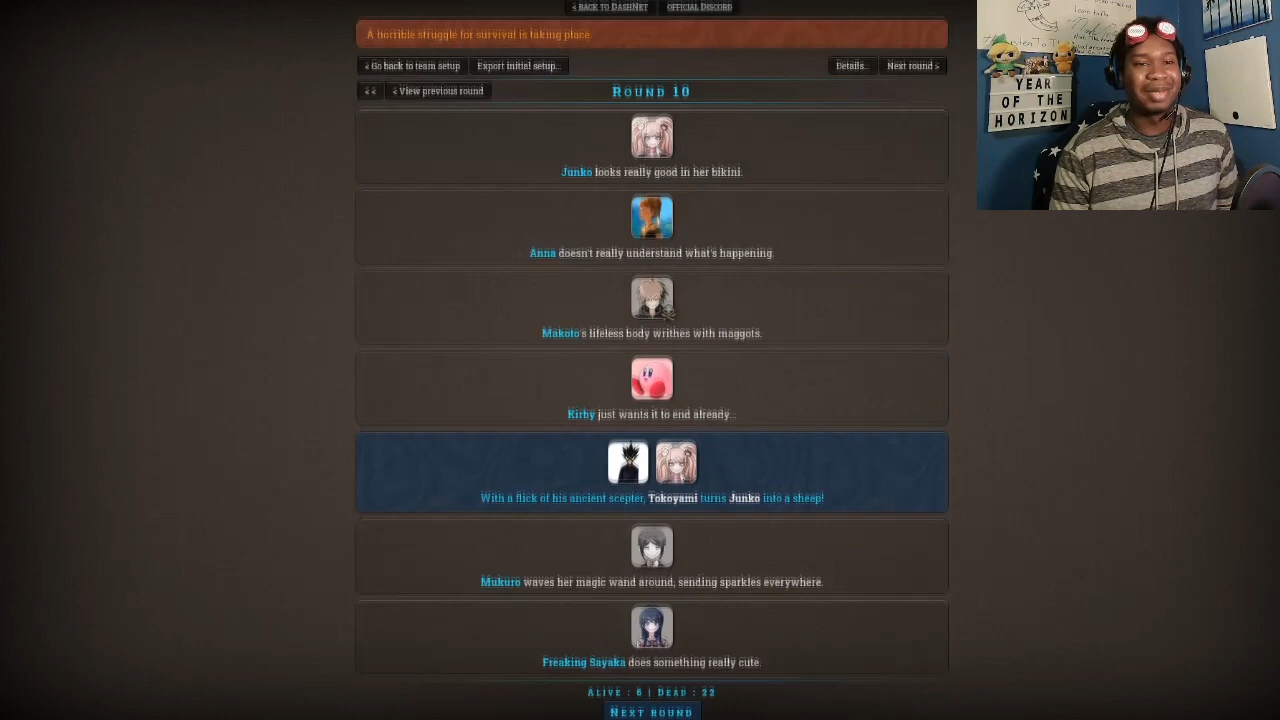 < Back to DashNet
Official Discord
A horrible struggle for survival is taking place.
< Go back to team setup
Export initial setup...
Details...
Next round >
< <
< View previous round
Round 10
Junko looks really good in her bikini.
Anna doesn't really understand what's happening.
Makoto's lifeless body writhes with maggots.
Kirby just wants it to end already...
With a flick of his ancient scepter, Tokoyami turns Junko into a sheep!
Mukuro waves her magic wand around, sending sparkles everywhere.
Freaking Sayaka does something really cute.
Alive : 6 | Dead : 22
Next round
YEAR
OF THE
HORIZON